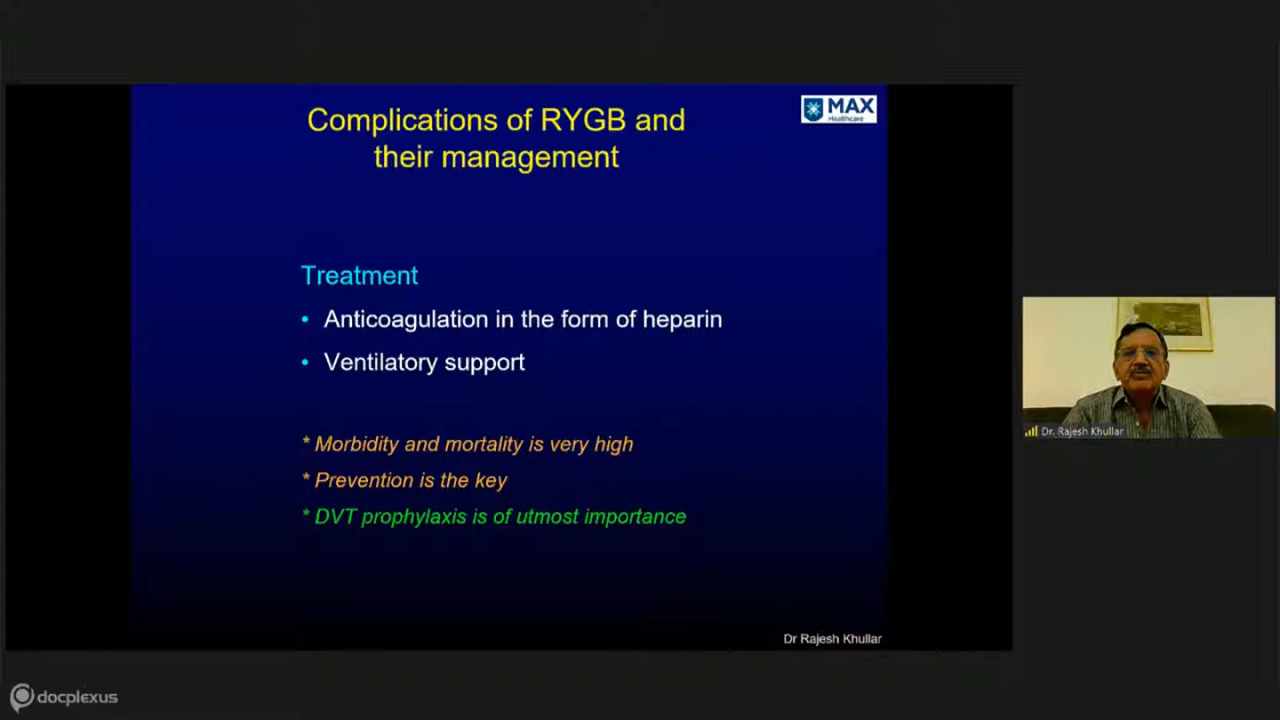 Complications of RYGB and
their management
MAX
Healthcare
Treatment
• Anticoagulation in the form of heparin
• Ventilatory support
* Morbidity and mortality is very high
* Prevention is the key
* DVT prophylaxis is of utmost importance
Dr Rajesh Khullar
Dr. Rajesh Khullar
docplexus